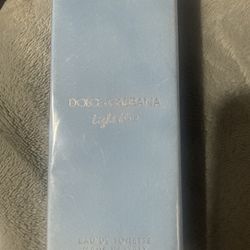 DOLCE & GABBANA
light blue
EAU DE TOILETTE